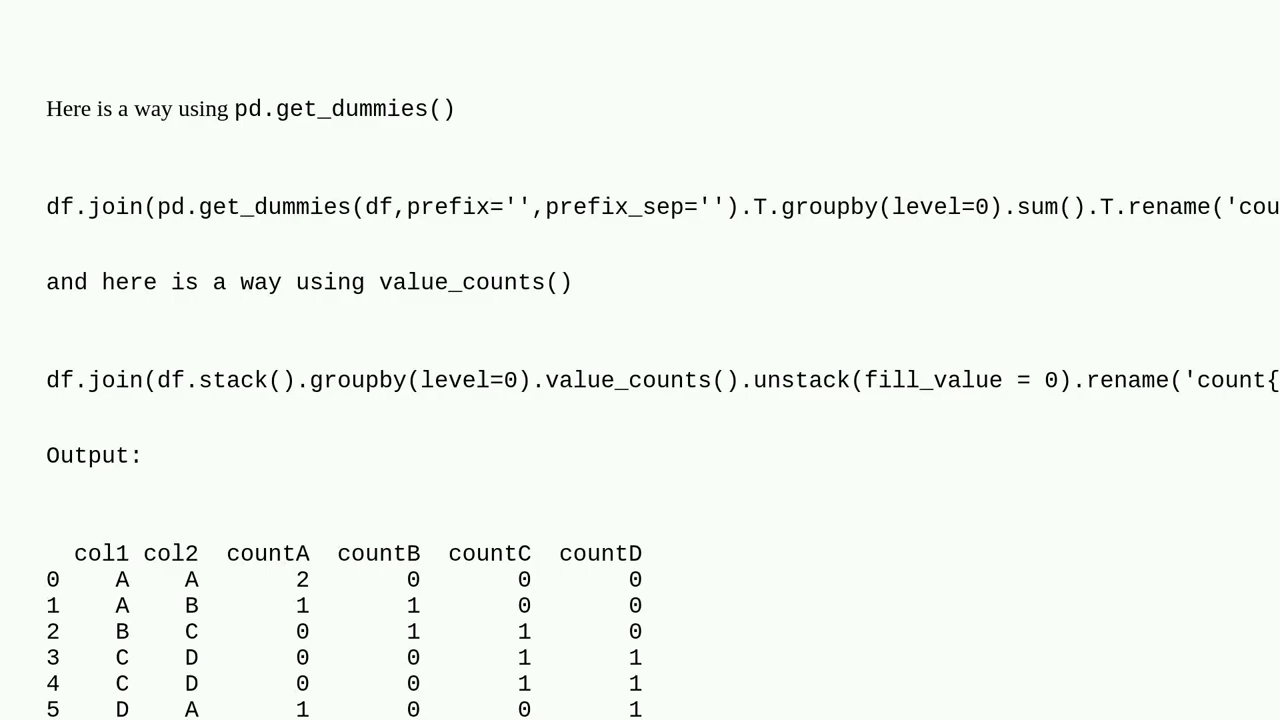 Here is a way using pd.get_dummies()
df.join(pd.get_dummies(df,prefix='',prefix_sep='').T.groupby(level=0).sum().T.rename('cou
and here is a way using value_counts()
df.join(df.stack().groupby(level=0).value_counts().unstack(fill_value = 0).rename('count{
Output:
  col1 col2  countA  countB  countC  countD
0    A    A       2       0       0       0
1    A    B       1       1       0       0
2    B    C       0       1       1       0
3    C    D       0       0       1       1
4    C    D       0       0       1       1
5    D    A       1       0       0       1